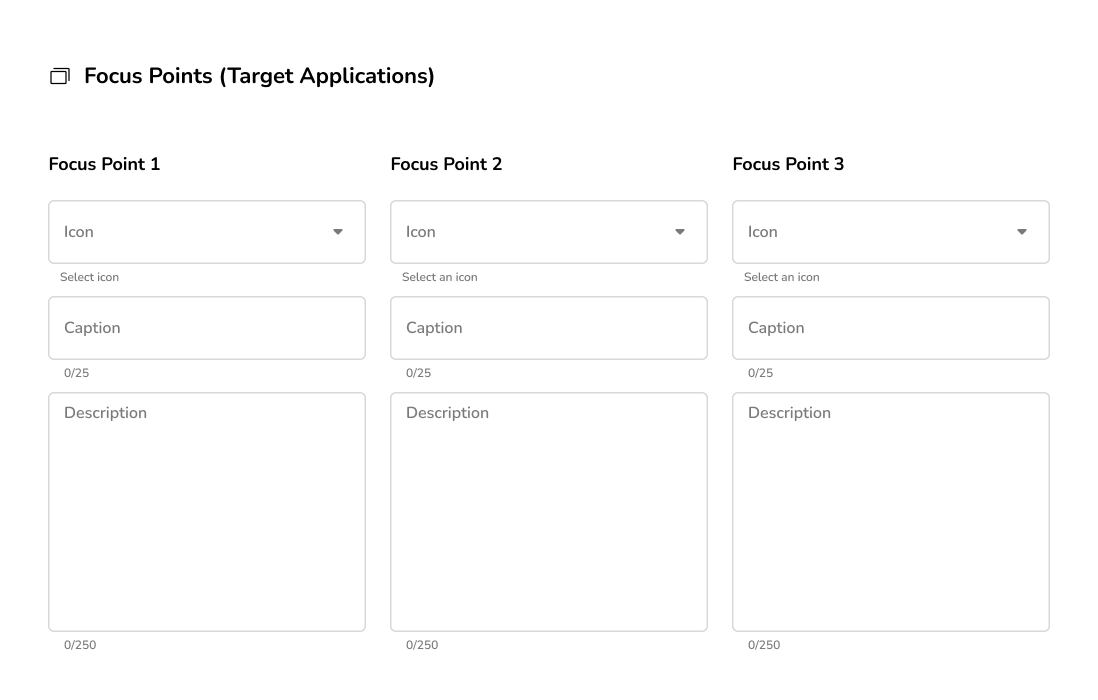 Focus Points (Target Applications)
Focus Point 1
Focus Point 2
Focus Point 3
Icon
Icon
Icon
Select icon
Select an icon
Select an icon
Caption
Caption
Caption
0/25
0/25
0/25
Description
Description
Description
0/250
0/250
0/250